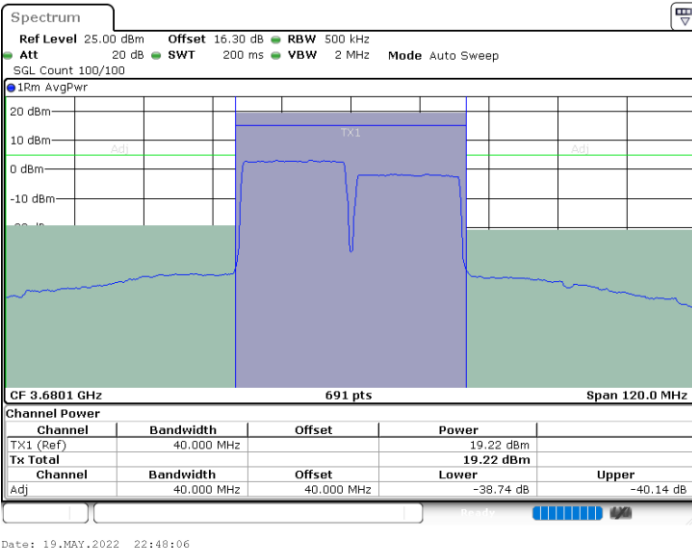 Spectrum
Ref Level 25.00 dBm Offset 16.30 dB RBW 500 kHz
Att 20 dB SWT 200 ms VBW 2 MHz Mode Auto Sweep
SGL Count 100/100
1Rm AvgPwr
20 dBm
TX1
10 dBm
Adj
Adj
0 dBm
-10 dBm
CF 3.6801 GHz 691 pts Span 120.0 MHz
Channel Power
Channel Bandwidth Offset Power
TX1 (Ref) 40.000 MHz 19.22 dBm
Tx Total 19.22 dBm
Channel Bandwidth Offset Lower Upper
Adj 40.000 MHz 40.000 MHz -38.74 dB -40.14 dB
Date: 19.MAY.2022 22:48:06